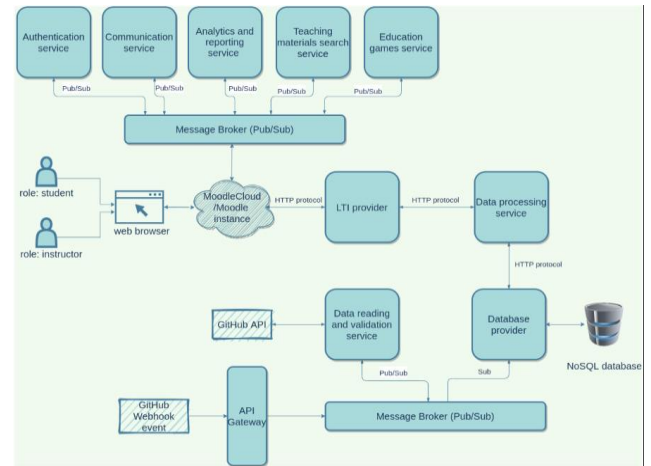 Authentication
service
Communication
service
Analytics and
reporting
service
Teaching
materials search
service
Education
games service
Pub/Sub
Pub/Sub
Pub/Sub
Pub/Sub
Pub/Sub
Message Broker (Pub/Sub)
role: student
role: instructor
web browser
MoodleCloud
/Moodle
instance
HTTP protocol
LTI provider
HTTP protocol
Data processing
service
HTTP protocol
GitHub API
Data reading
and validation
service
Database
provider
NoSQL database
Pub/Sub
Sub
GitHub
Webhook
event
API
Gateway
Message Broker (Pub/Sub)